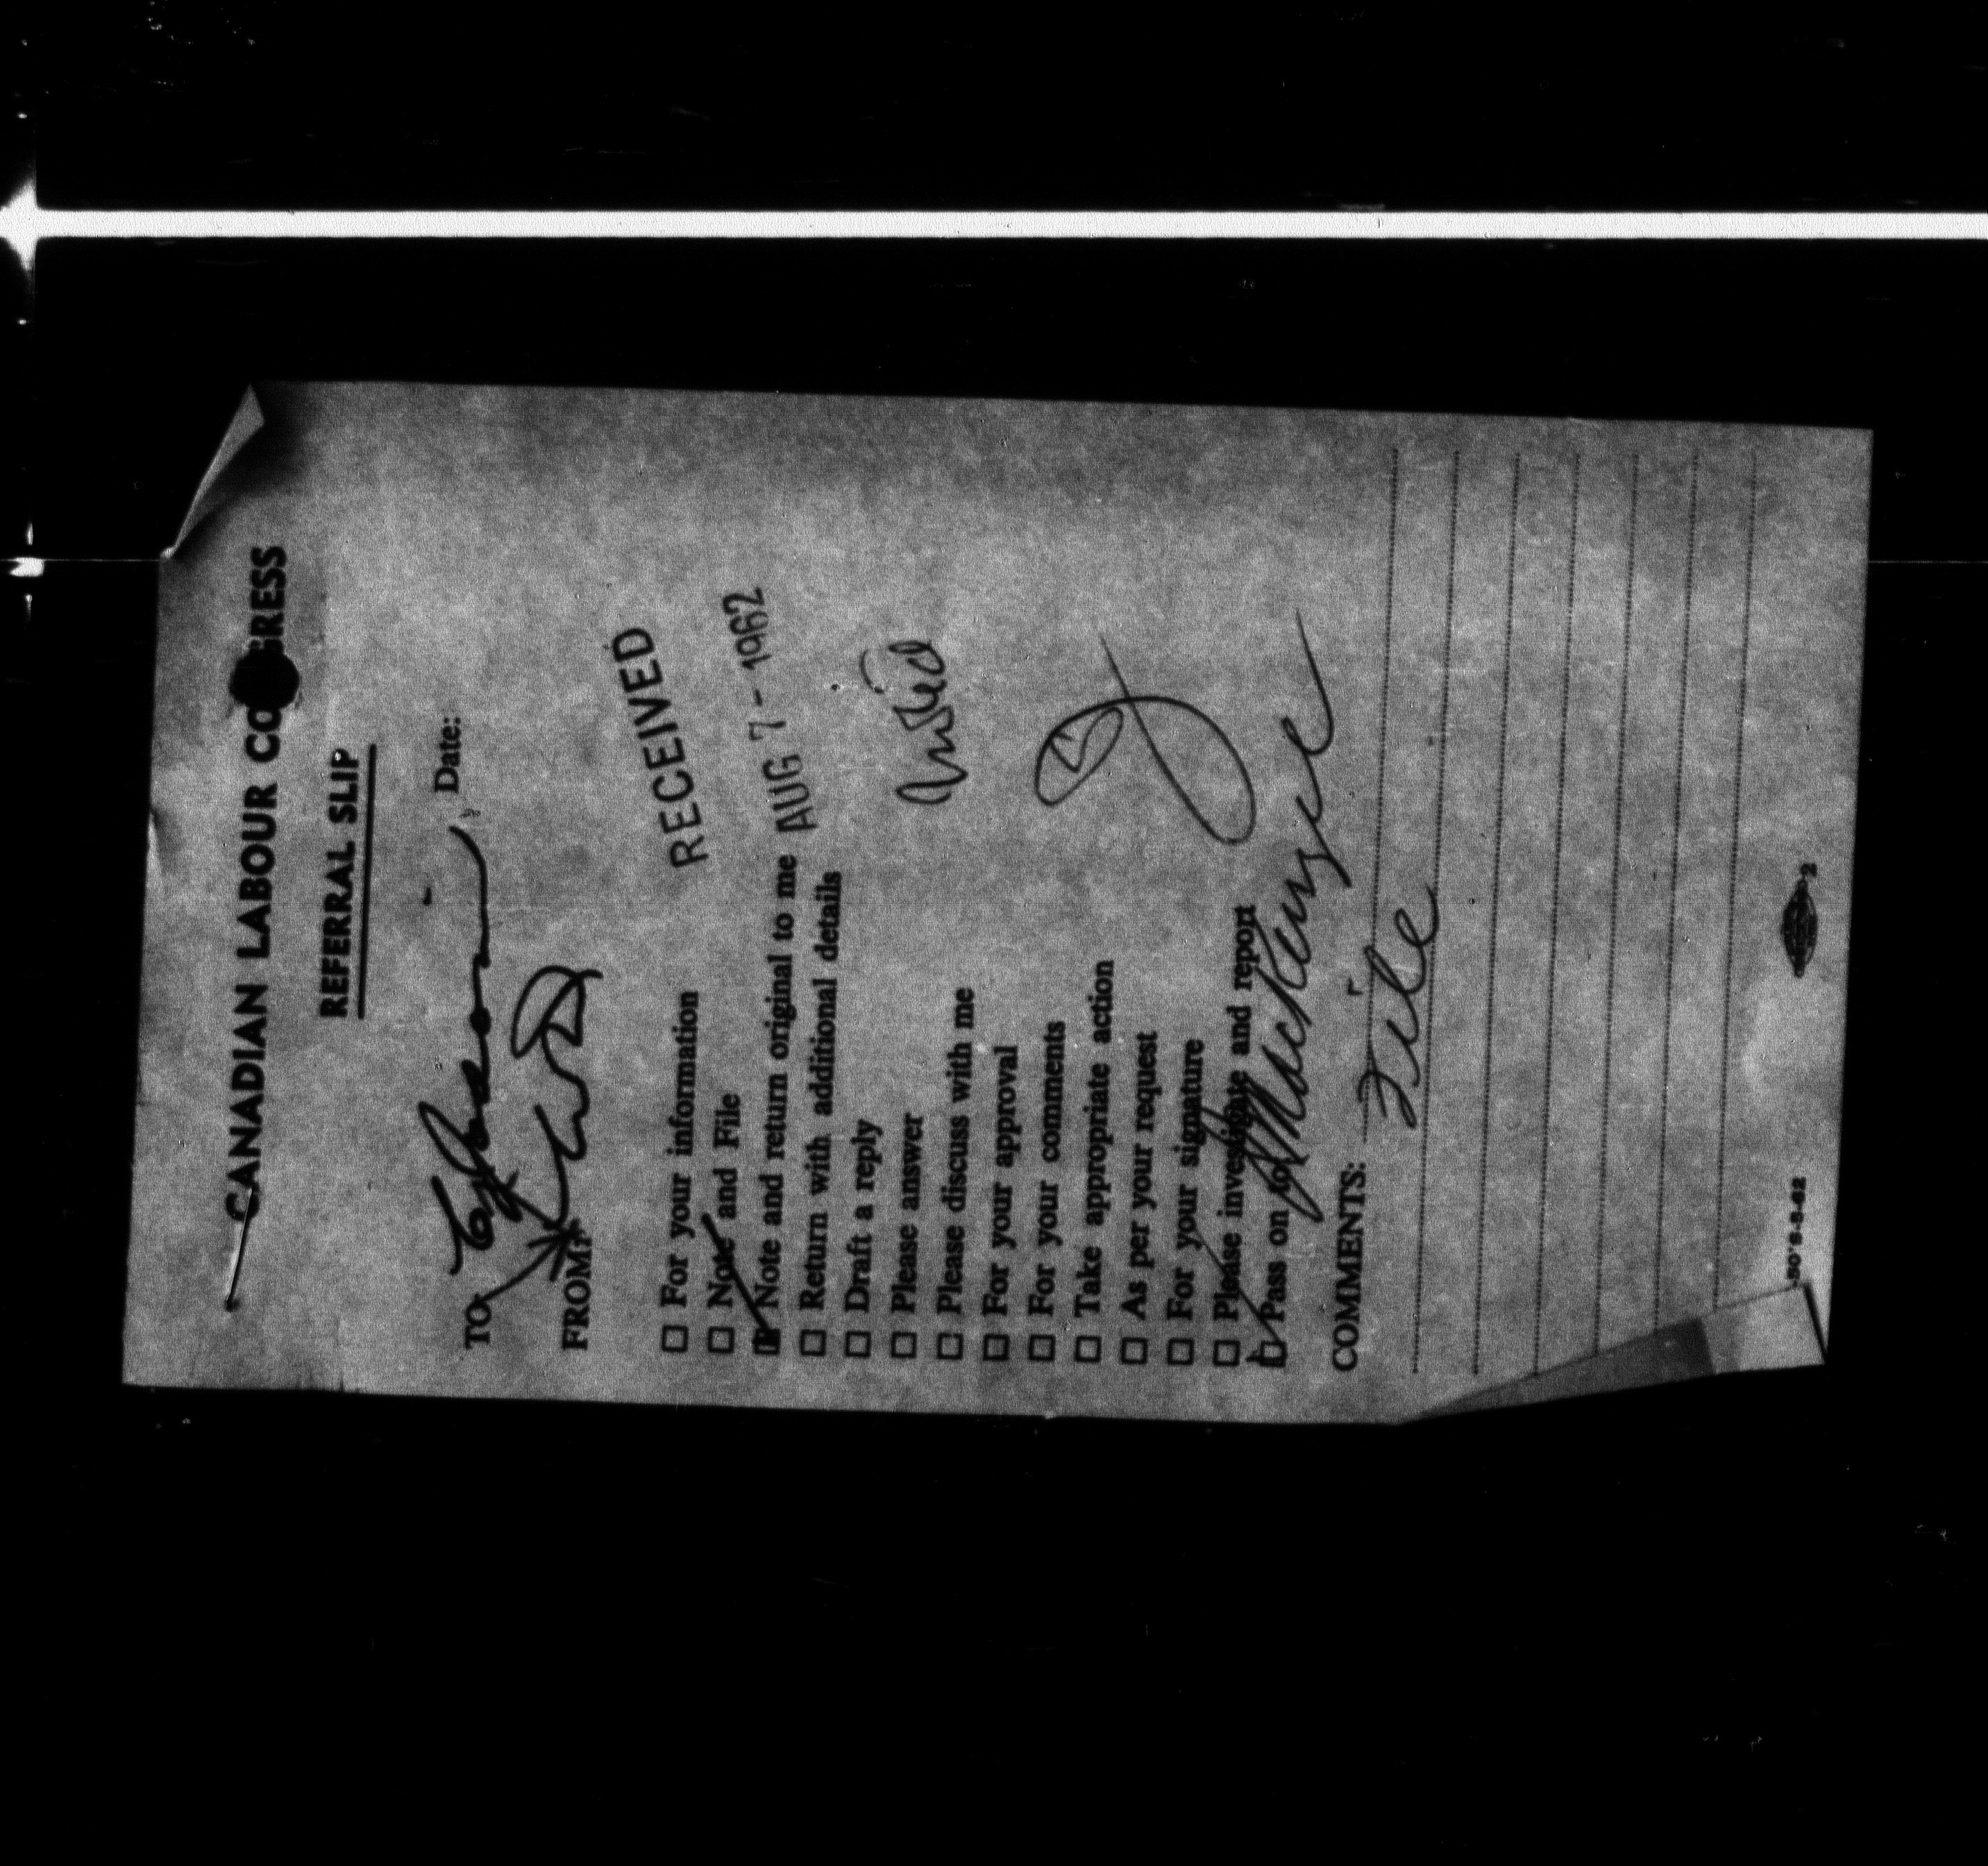 CANADIAN LABOUR CO GRESS
REFERRAL SLIP
TO
Date:
FROM:
RECEIVED
AUG 7 - 1962
☐ For your information
☐ Note and File
☑ Note and return original to me
☐ Return with additional details
☐ Draft a reply
☐ Please answer
☐ Please discuss with me
☐ For your approval
☐ For your comments
☐ Take appropriate action
☐ As per your request
☐ For your signature
☐ Please investigate and report
☑ Pass on to MacKenzie
COMMENTS:
File
2